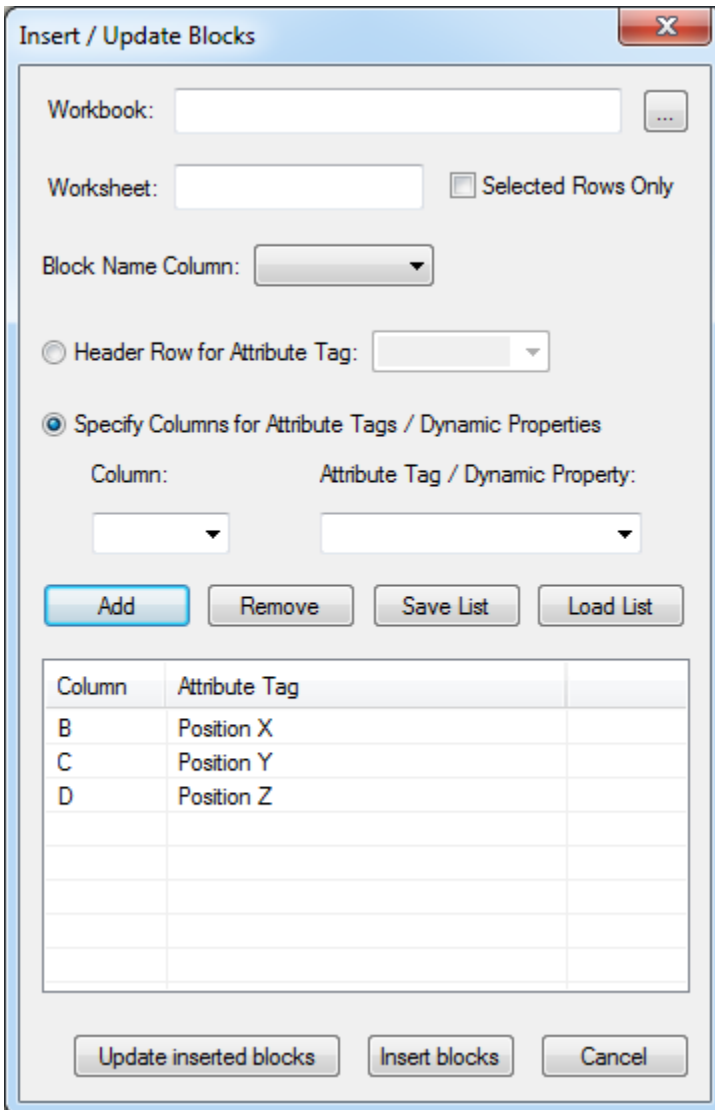 Insert / Update Blocks
Workbook:
...
Worksheet:
Selected Rows Only
Block Name Column:
Header Row for Attribute Tag:
Specify Columns for Attribute Tags / Dynamic Properties
Column: Attribute Tag / Dynamic Property:
Add Remove Save List Load List
Column Attribute Tag
B Position X
C Position Y
D Position Z
Update inserted blocks Insert blocks Cancel